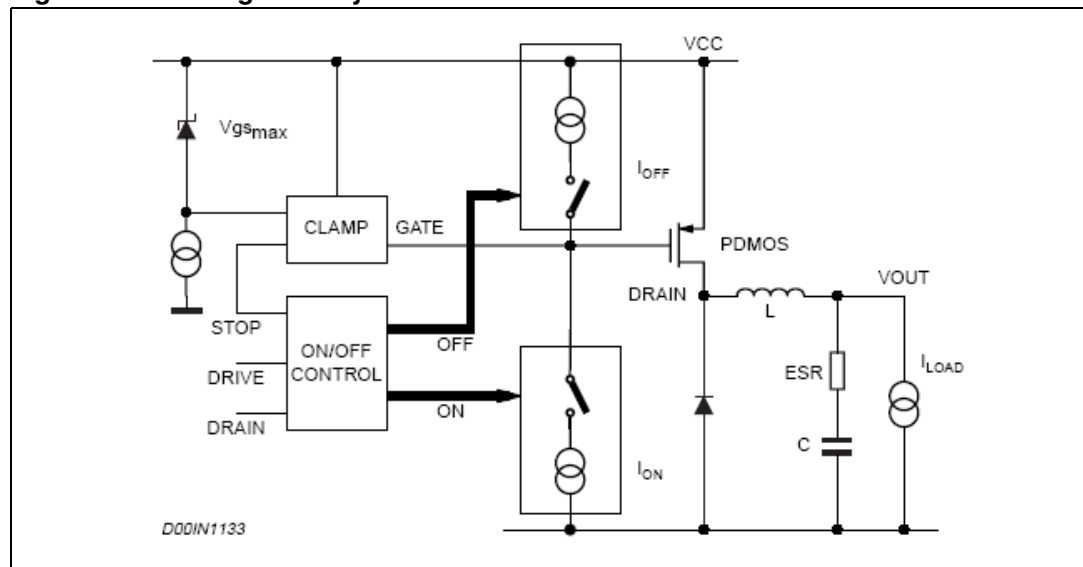 VCC
Vgsmax
IOFF
CLAMP
GATE
PDMOS
VOUT
DRAIN
L
STOP
OFF
ON/OFF
CONTROL
DRIVE
ESR
ILOAD
ON
DRAIN
C
ION
D00IN1133